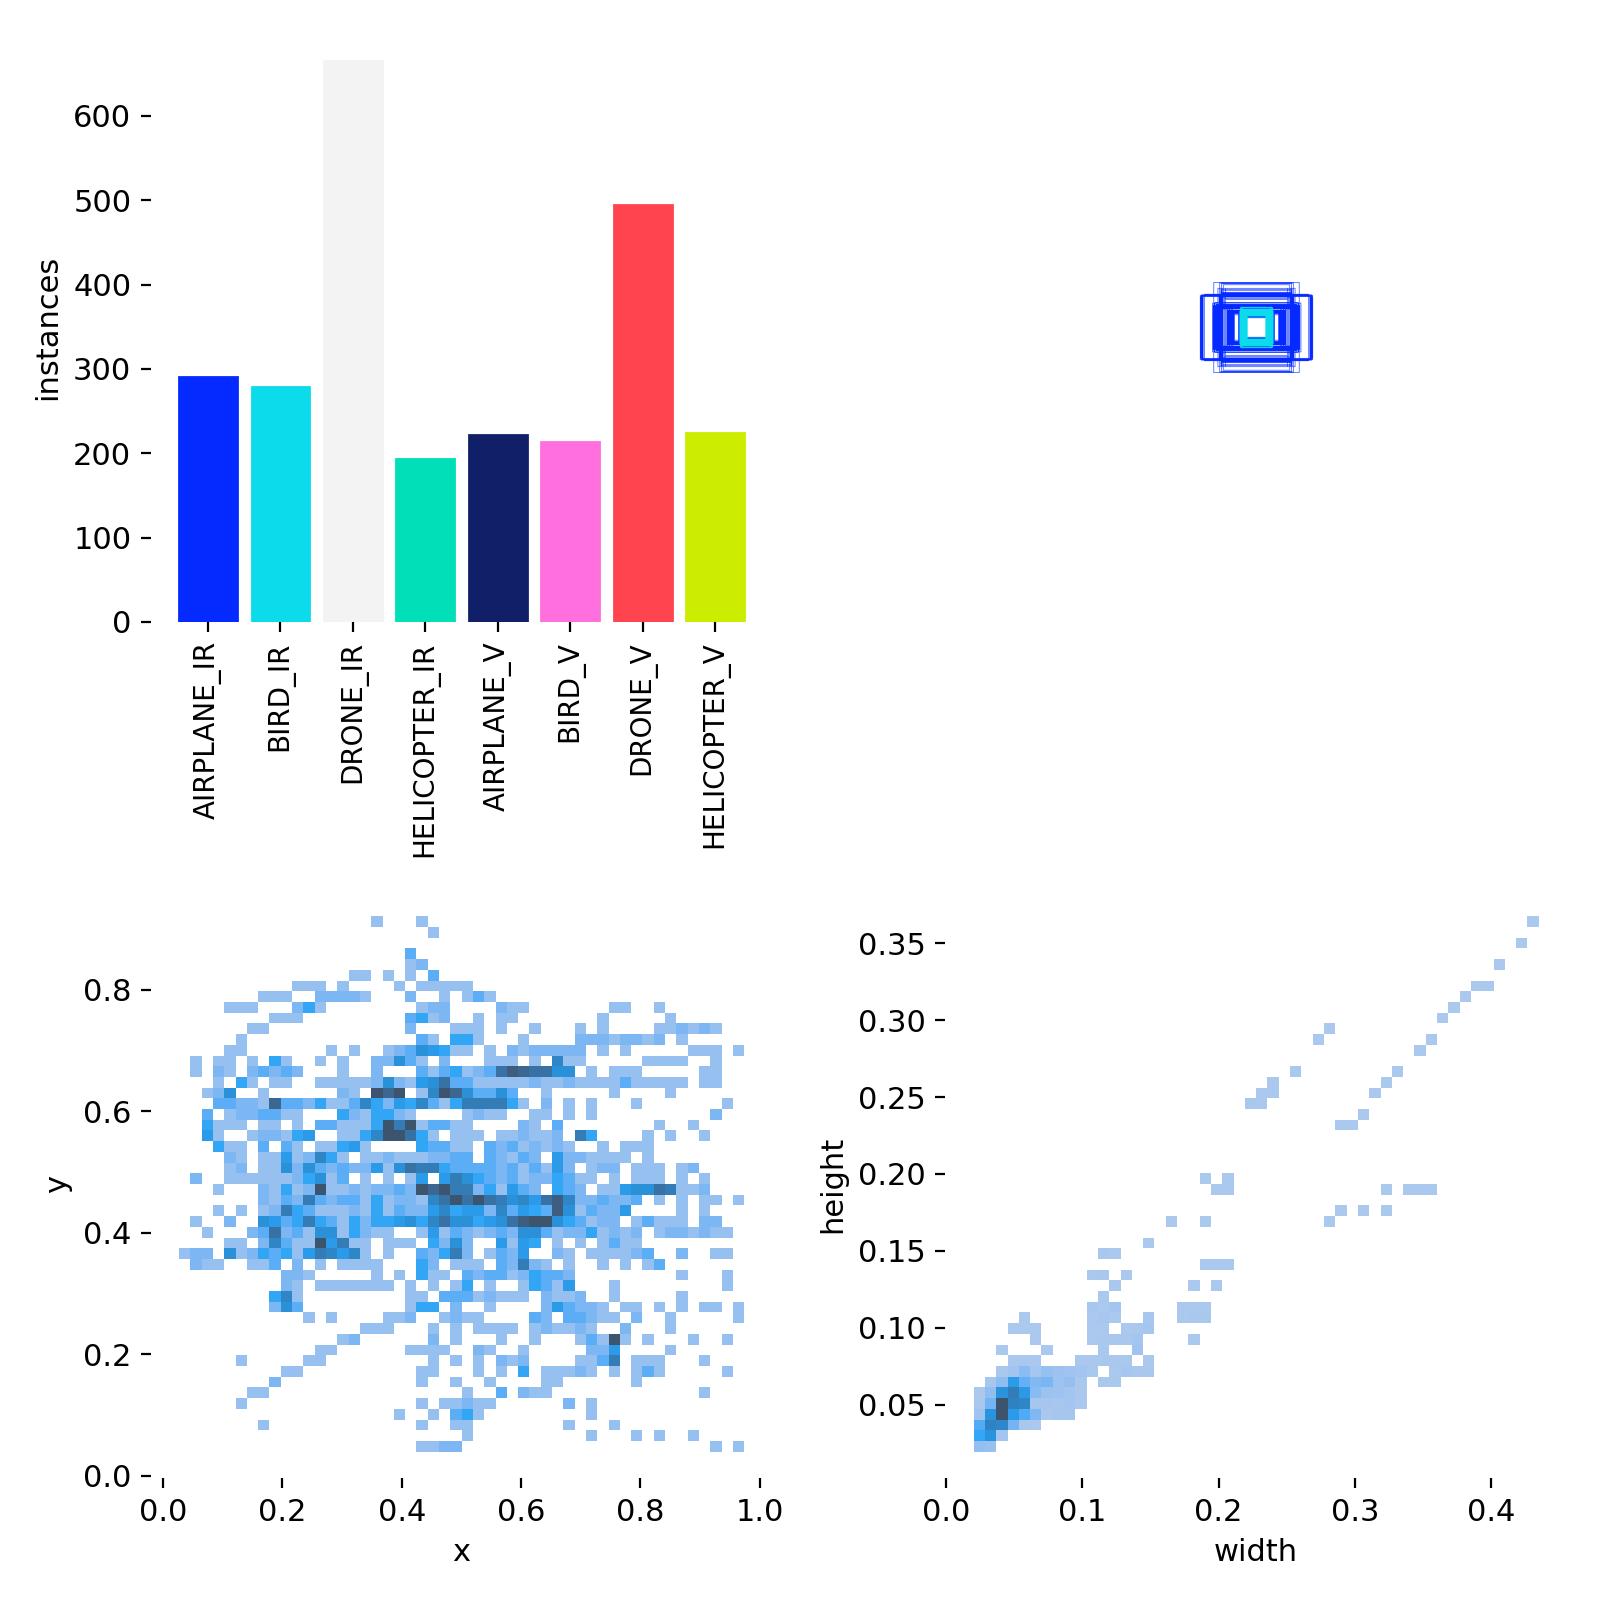 600
500
400
300
200
100
0
instances
AIRPLANE_IR
BIRD_IR
DRONE_IR
HELICOPTER_IR
AIRPLANE_V
BIRD_V
DRONE_V
HELICOPTER_V
0.8
0.6
0.4
0.2
0.0
y
0.0 0.2 0.4 0.6 0.8 1.0
x
0.35
0.30
0.25
0.20
0.15
0.10
0.05
height
0.0 0.1 0.2 0.3 0.4
width